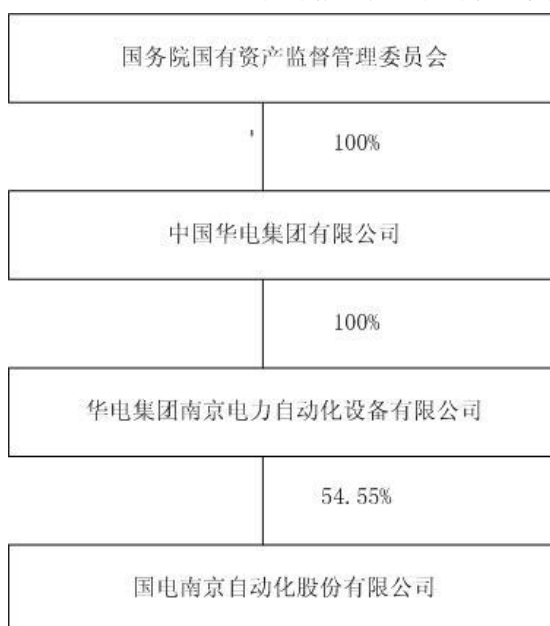 国务院国有资产监督管理委员会
100%
中国华电集团有限公司
100%
华电集团南京电力自动化设备有限公司
54.55%
国电南京自动化股份有限公司